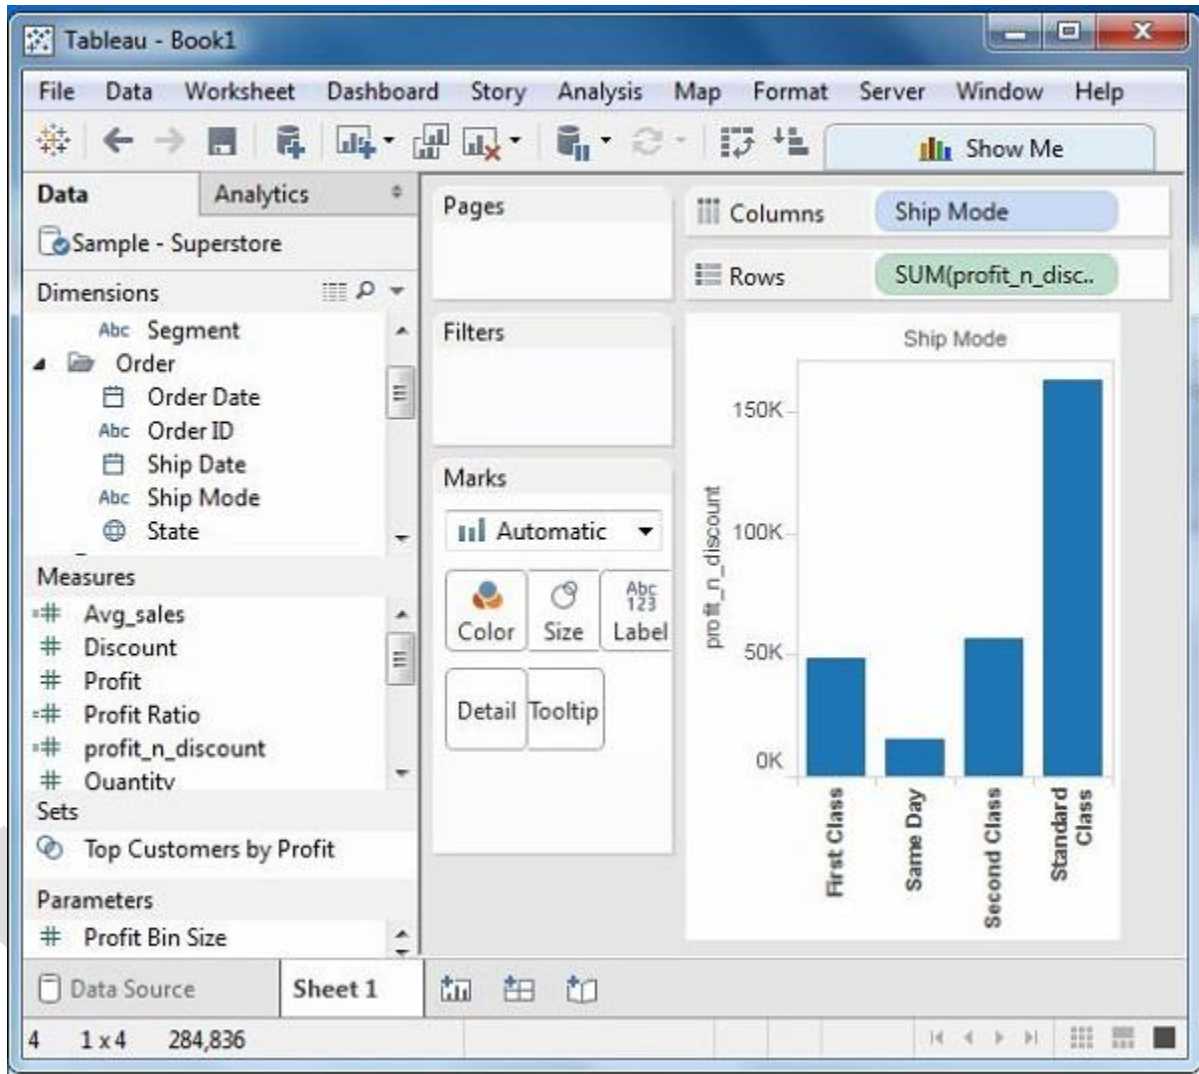 Tableau - Book1
File Data Worksheet Dashboard Story Analysis Map Format Server Window Help
Show Me
Data Analytics
Sample - Superstore
Dimensions
Abc Segment
Order
Order Date
Abc Order ID
Ship Date
Abc Ship Mode
State
Measures
=# Avg_sales
# Discount
# Profit
=# Profit Ratio
=# profit_n_discount
# Quantity
Sets
Top Customers by Profit
Parameters
# Profit Bin Size
Pages
Filters
Marks
Automatic
Abc
123
Color Size Label
Detail Tooltip
Columns Ship Mode
Rows SUM(profit_n_disc..
Ship Mode
profit_n_discount
150K
100K
50K
0K
First Class
Same Day
Second Class
Standard
Class
Data Source Sheet 1
4 1 x 4 284,836